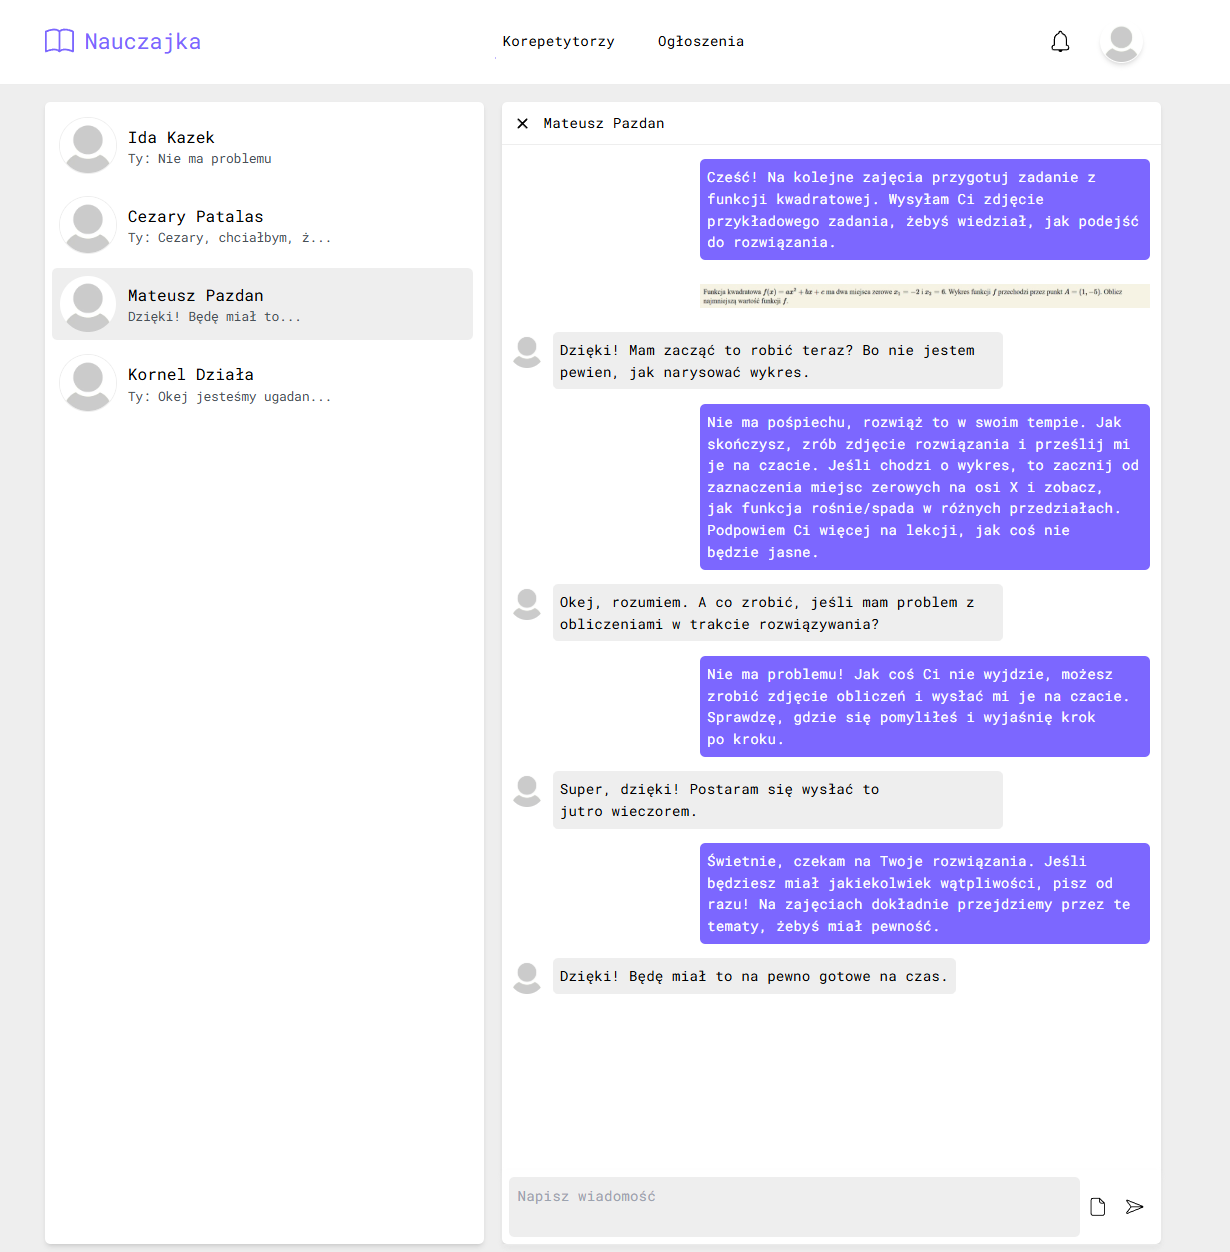 Nauczajka
Korepetytorzy
Ogłoszenia
Ida Kazek
Ty: Nie ma problemu
Cezary Patalas
Ty: Cezary, chciałbym, ż...
Mateusz Pazdan
Dzięki! Będę miał to...
Kornel Działa
Ty: Okej jesteśmy ugadan...
Mateusz Pazdan
Cześć! Na kolejne zajęcia przygotuj zadanie z
funkcji kwadratowej. Wysyłam Ci zdjęcie
przykładowego zadania, żebyś wiedział, jak podejść
do rozwiązania.
Funkcja kwadratowa f(x) = ax² + bx + c ma dwa miejsca zerowe x₁ = −2 i x₂ = 6. Wykres funkcji f przechodzi przez punkt A = (1, −5). Oblicz
najmniejszą wartość funkcji f.
Dzięki! Mam zacząć to robić teraz? Bo nie jestem
pewien, jak narysować wykres.
Nie ma pośpiechu, rozwiąż to w swoim tempie. Jak
skończysz, zrób zdjęcie rozwiązania i prześlij mi
je na czacie. Jeśli chodzi o wykres, to zacznij od
zaznaczenia miejsc zerowych na osi X i zobacz,
jak funkcja rośnie/spada w różnych przedziałach.
Podpowiem Ci więcej na lekcji, jak coś nie
będzie jasne.
Okej, rozumiem. A co zrobić, jeśli mam problem z
obliczeniami w trakcie rozwiązywania?
Nie ma problemu! Jak coś Ci nie wyjdzie, możesz
zrobić zdjęcie obliczeń i wysłać mi je na czacie.
Sprawdzę, gdzie się pomyliłeś i wyjaśnię krok
po kroku.
Super, dzięki! Postaram się wysłać to
jutro wieczorem.
Świetnie, czekam na Twoje rozwiązania. Jeśli
będziesz miał jakiekolwiek wątpliwości, pisz od
razu! Na zajęciach dokładnie przejdziemy przez te
tematy, żebyś miał pewność.
Dzięki! Będę miał to na pewno gotowe na czas.
Napisz wiadomość